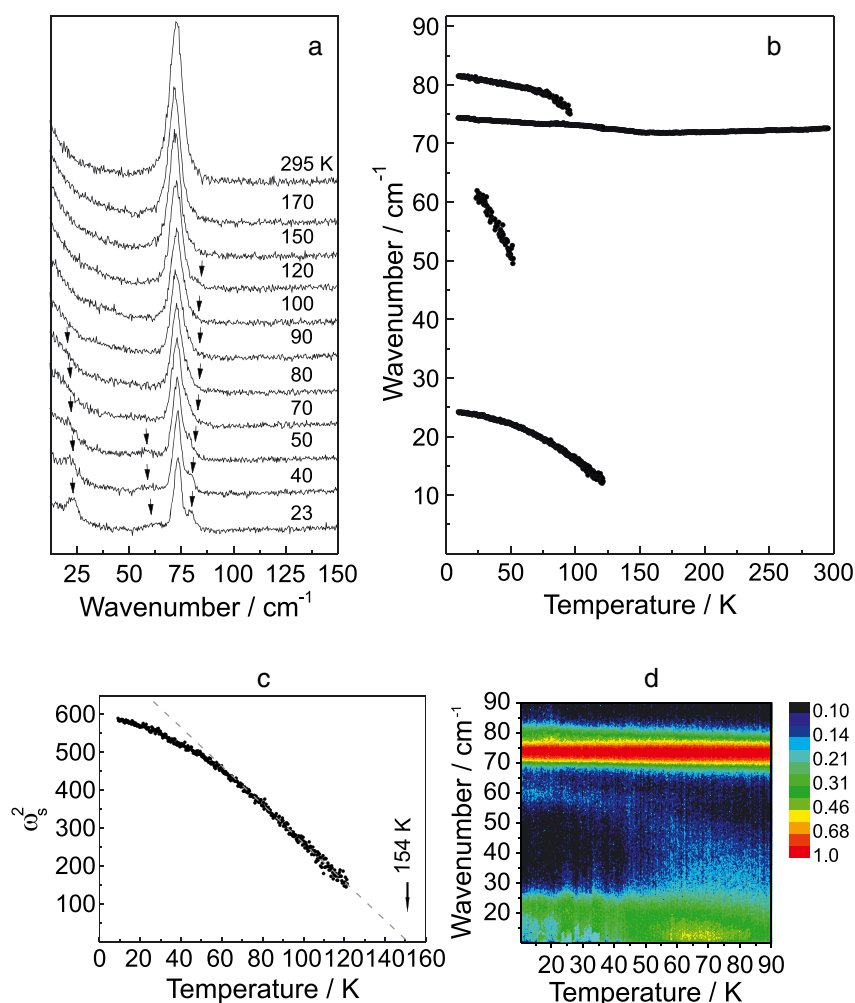 a
295 K
170
150
120
100
90
80
70
50
40
23
25 50 75 100 125 150
Wavenumber / cm-1
b
90
80
70
60
50
40
30
20
10
Wavenumber / cm-1
0 50 100 150 200 250 300
Temperature / K
c
600
500
400
300
200
100
ω2s
154 K
0 20 40 60 80 100 120 140 160
Temperature / K
d
90
80
70
60
50
40
30
20
Wavenumber / cm-1
20 30 40 50 60 70 80 90
Temperature / K
0.10
0.14
0.21
0.31
0.46
0.68
1.0